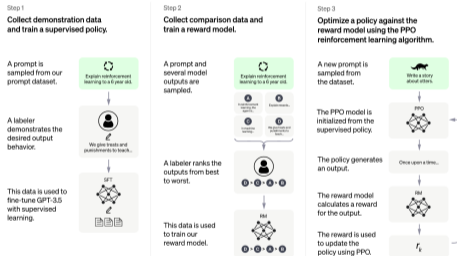 Step 1
Collect demonstration data
and train a supervised policy.
A prompt is
sampled from our
prompt dataset.
Explain reinforcement
learning to a 6 year old.
A labeler
demonstrates the
desired output
behavior.
We give treats and
punishments to teach...
This data is used to
fine-tune GPT-3.5
with supervised
learning.
SFT
Step 2
Collect comparison data and
train a reward model.
A prompt and
several model
outputs are
sampled.
Explain reinforcement
learning to a 6 year old.
A
B
C
D
A labeler ranks the
outputs from best
to worst.
D > C > A > B
This data is used
to train our
reward model.
RM
D > C > A > B
Step 3
Optimize a policy against the
reward model using the PPO
reinforcement learning algorithm.
A new prompt is
sampled from
the dataset.
Write a story
about otters.
The PPO model is
initialized from the
supervised policy.
PPO
The policy generates
an output.
Once upon a time...
The reward model
calculates a reward
for the output.
RM
The reward is used
to update the
policy using PPO.
rk